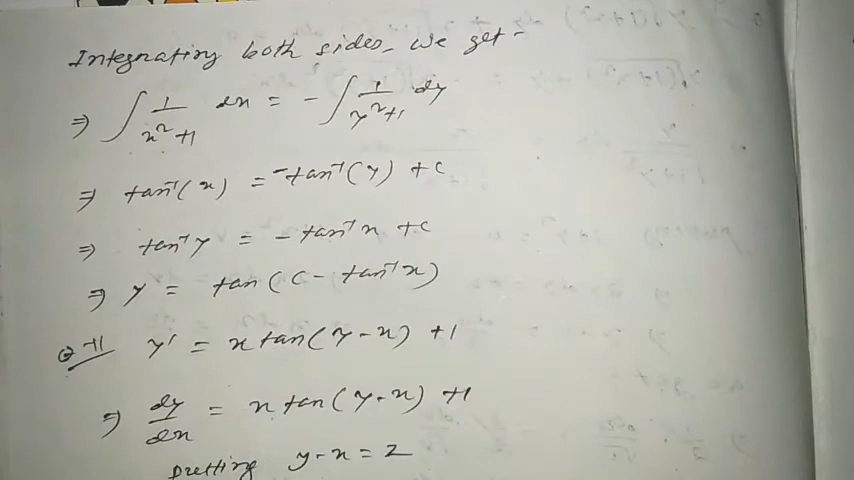 Integrating both sides, we get -
⇒ ∫ 1/(x²+1) dx = - ∫ 1/(y²+1) dy
⇒ tan⁻¹(x) = -tan⁻¹(y) + c
⇒ tan⁻¹y = - tan⁻¹x + c
⇒ y = tan(c - tan⁻¹x)
Q-11 y' = x tan(y-x) + 1
⇒ dy/dx = x tan(y-x) + 1
Putting y-x = z